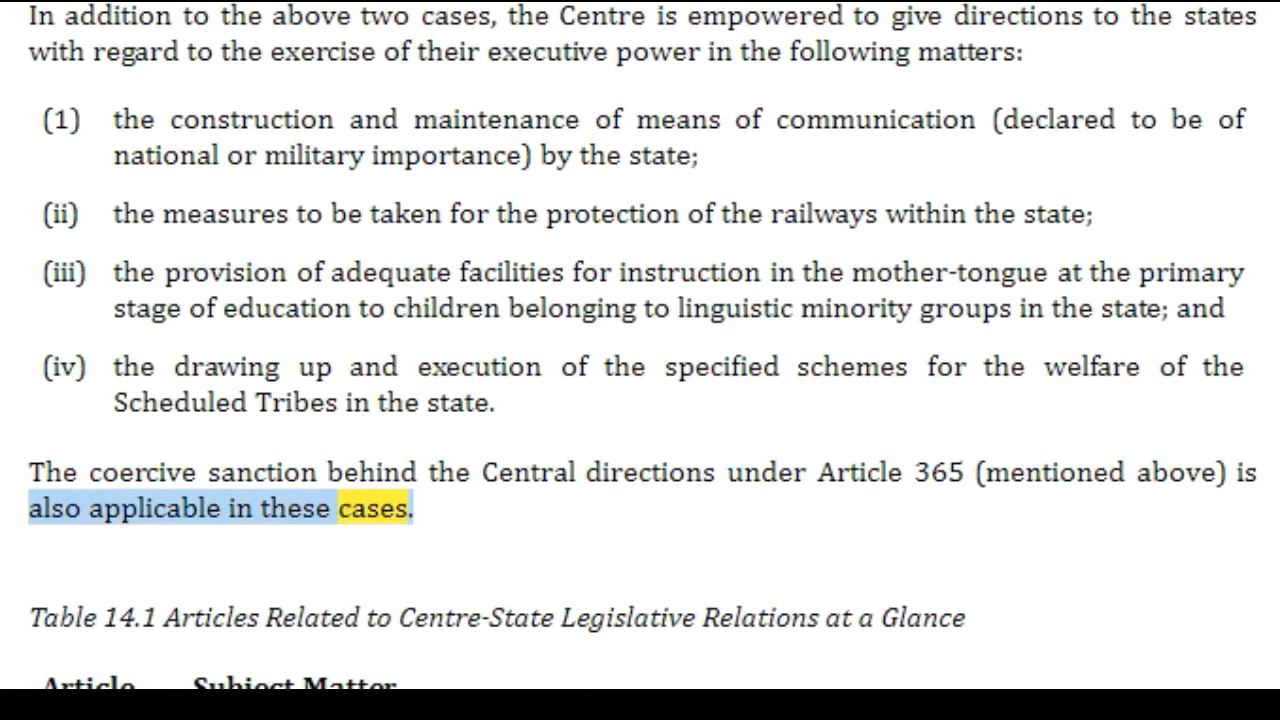 In addition to the above two cases, the Centre is empowered to give directions to the states
with regard to the exercise of their executive power in the following matters:
(1) the construction and maintenance of means of communication (declared to be of
national or military importance) by the state;
(ii) the measures to be taken for the protection of the railways within the state;
(iii) the provision of adequate facilities for instruction in the mother-tongue at the primary
stage of education to children belonging to linguistic minority groups in the state; and
(iv) the drawing up and execution of the specified schemes for the welfare of the
Scheduled Tribes in the state.
The coercive sanction behind the Central directions under Article 365 (mentioned above) is
also applicable in these cases.
Table 14.1 Articles Related to Centre-State Legislative Relations at a Glance
Article Subject Matter